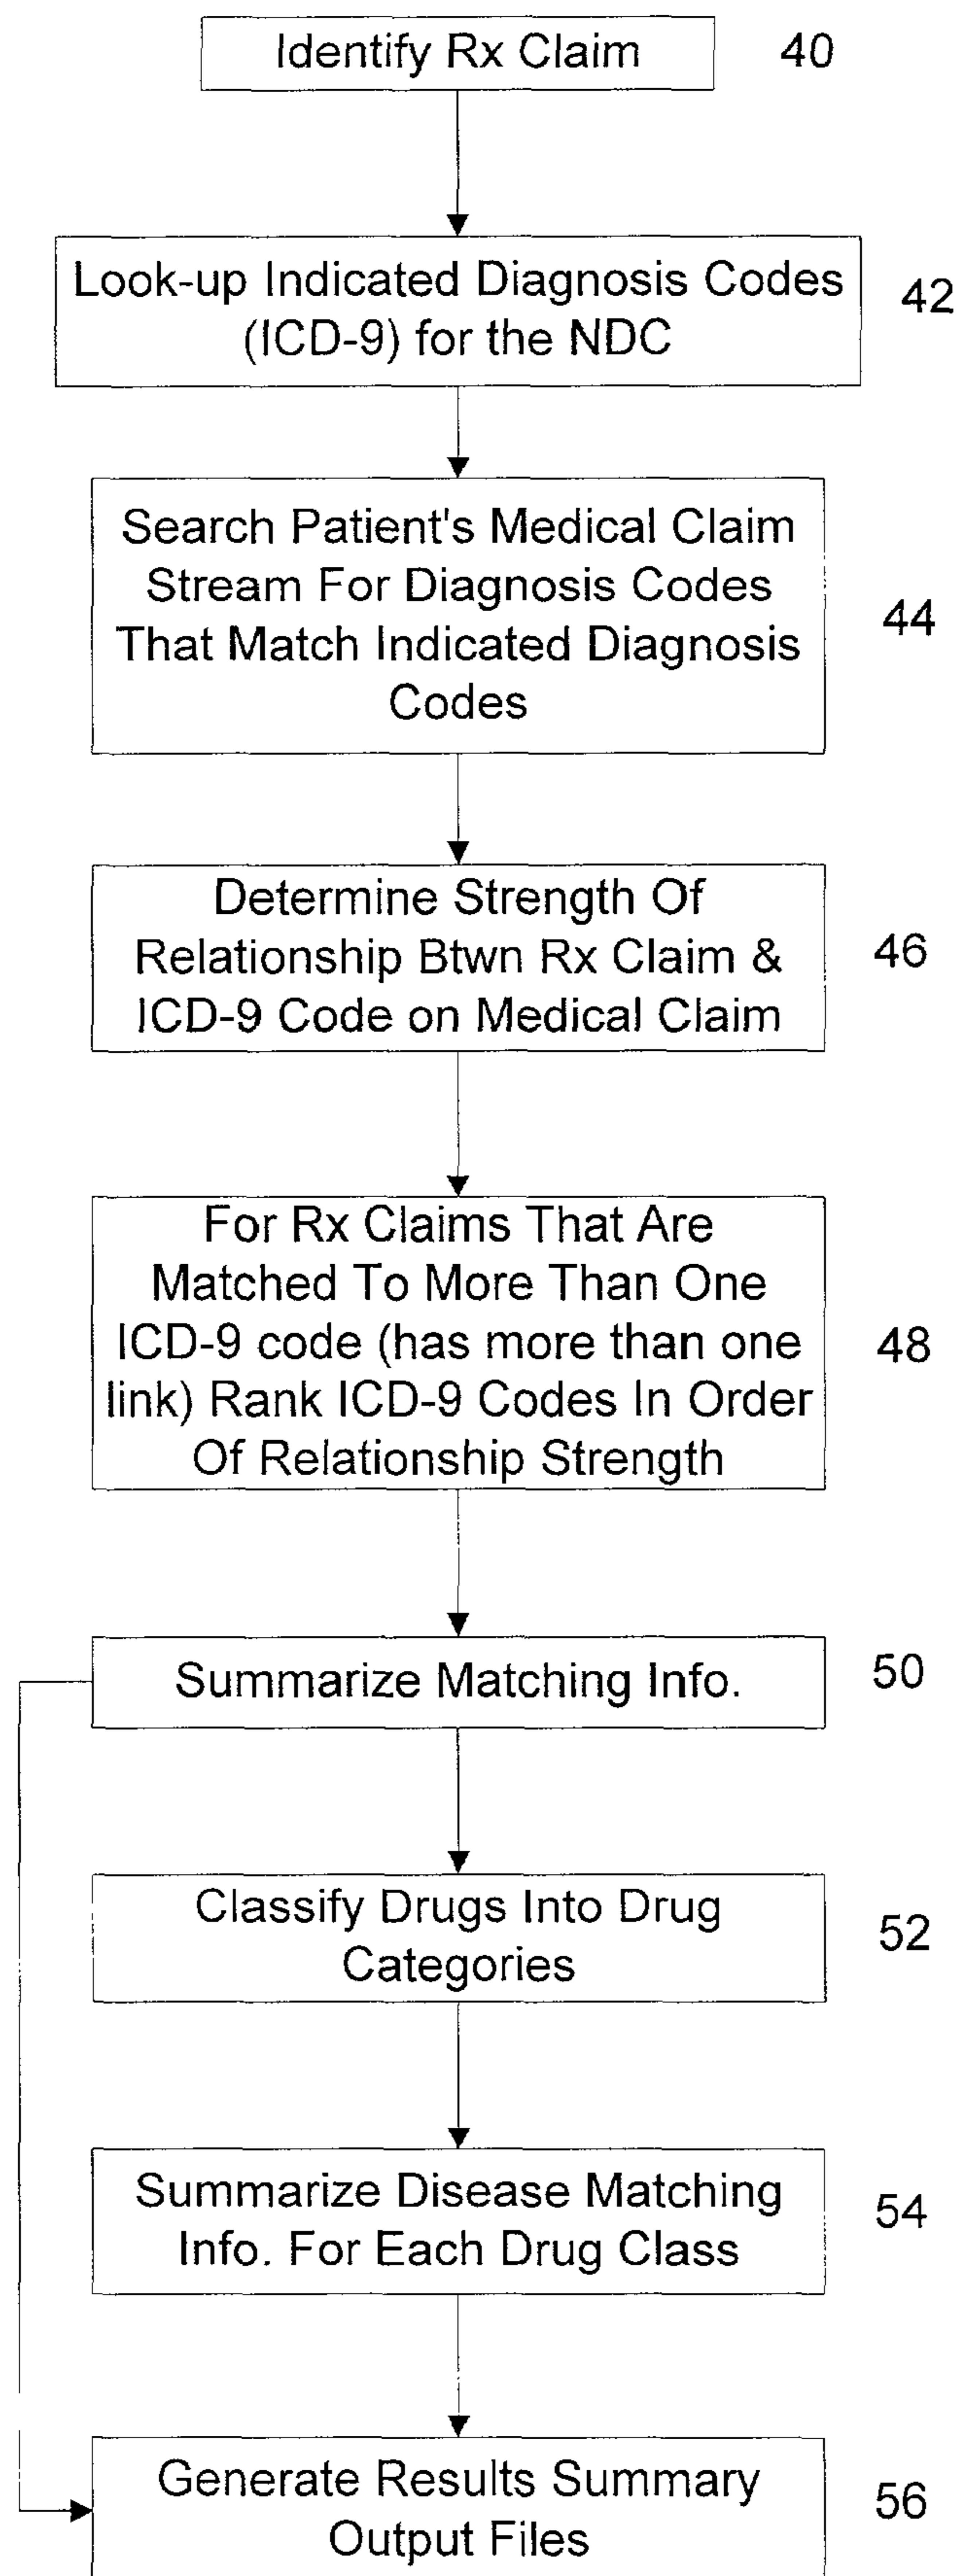 Identify Rx Claim
40
Look-up Indicated Diagnosis Codes
(ICD-9) for the NDC
42
Search Patient's Medical Claim
Stream For Diagnosis Codes
That Match Indicated Diagnosis
Codes
44
Determine Strength Of
Relationship Btwn Rx Claim &
ICD-9 Code on Medical Claim
46
For Rx Claims That Are
Matched To More Than One
ICD-9 code (has more than one
link) Rank ICD-9 Codes In Order
Of Relationship Strength
48
Summarize Matching Info.
50
Classify Drugs Into Drug
Categories
52
Summarize Disease Matching
Info. For Each Drug Class
54
Generate Results Summary
Output Files
56